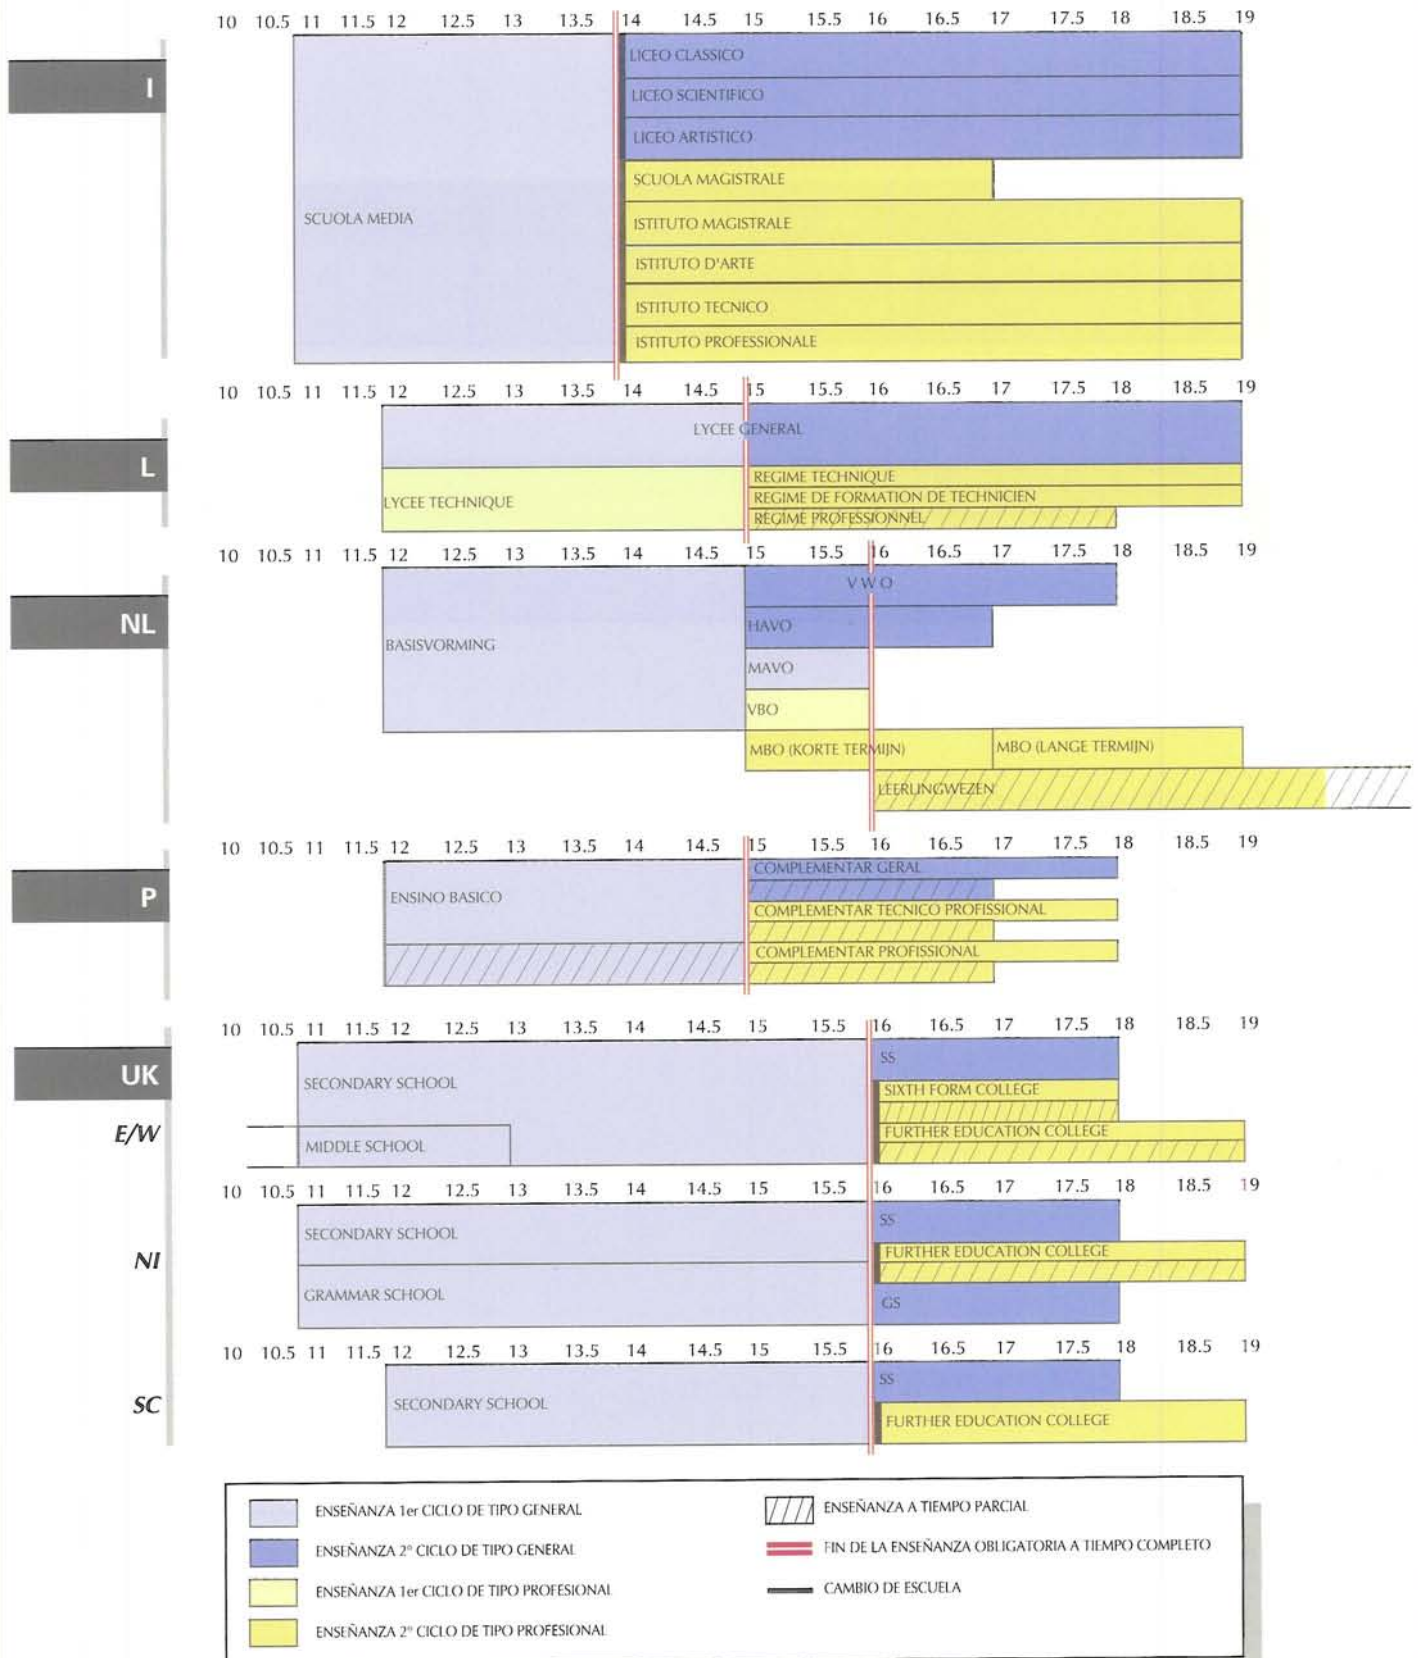 10 10.5 11 12 12.5 13 13.5 14 14.5 15 15.5 16 16.5 17 17.5 18 18.5 19
I
LICEO CLASSICO
LICEO SCIENTIFICO
LICEO ARTISTICO
SCUOLA MAGISTRALE
SCUOLA MEDIA
ISTITUTO MAGISTRALE
ISTITUTO D'ARTE
ISTITUTO TECNICO
ISTITUTO PROFESSIONALE
10 10.5 11 11.5 12 12.5 13 13.5 14 14.5 15 15.5 16 16.5 17 17.5 18 18.5 19
L
LYCEE GENERAL
LYCEE TECHNIQUE
REGIME TECHNIQUE
REGIME DE FORMATION DE TECHNICIEN
REGIME PROFESSIONNEL
10 10.5 11 11.5 12 12.5 13 13.5 14 14.5 15 15.5 16 16.5 17 17.5 18 18.5 19
NL
V W O
HAVO
BASISVORMING
MAVO
VBO
MBO (KORTE TERMIJN) MBO (LANGE TERMIJN)
LEERLINGWEZEN
10 10.5 11 11.5 12 12.5 13 13.5 14 14.5 15 15.5 16 16.5 17 17.5 18 18.5 19
P
COMPLEMENTAR GERAL
ENSINO BASICO
COMPLEMENTAR TECNICO PROFISSIONAL
COMPLEMENTAR PROFISSIONAL
10 10.5 11 11.5 12 12.5 13 13.5 14 14.5 15 15.5 16 16.5 17 17.5 18 18.5 19
UK
SS
SECONDARY SCHOOL
SIXTH FORM COLLEGE
E/W
FURTHER EDUCATION COLLEGE
MIDDLE SCHOOL
10 10.5 11 11.5 12 12.5 13 13.5 14 14.5 15 15.5 16 16.5 17 17.5 18 18.5 19
SS
SECONDARY SCHOOL
NI
FURTHER EDUCATION COLLEGE
GRAMMAR SCHOOL
GS
10 10.5 11 11.5 12 12.5 13 13.5 14 14.5 15 15.5 16 16.5 17 17.5 18 18.5 19
SS
SC
SECONDARY SCHOOL
FURTHER EDUCATION COLLEGE
ENSEÑANZA 1er CICLO DE TIPO GENERAL
ENSEÑANZA 2º CICLO DE TIPO GENERAL
ENSEÑANZA 1er CICLO DE TIPO PROFESIONAL
ENSEÑANZA 2º CICLO DE TIPO PROFESIONAL
ENSEÑANZA A TIEMPO PARCIAL
FIN DE LA ENSEÑANZA OBLIGATORIA A TIEMPO COMPLETO
CAMBIO DE ESCUELA